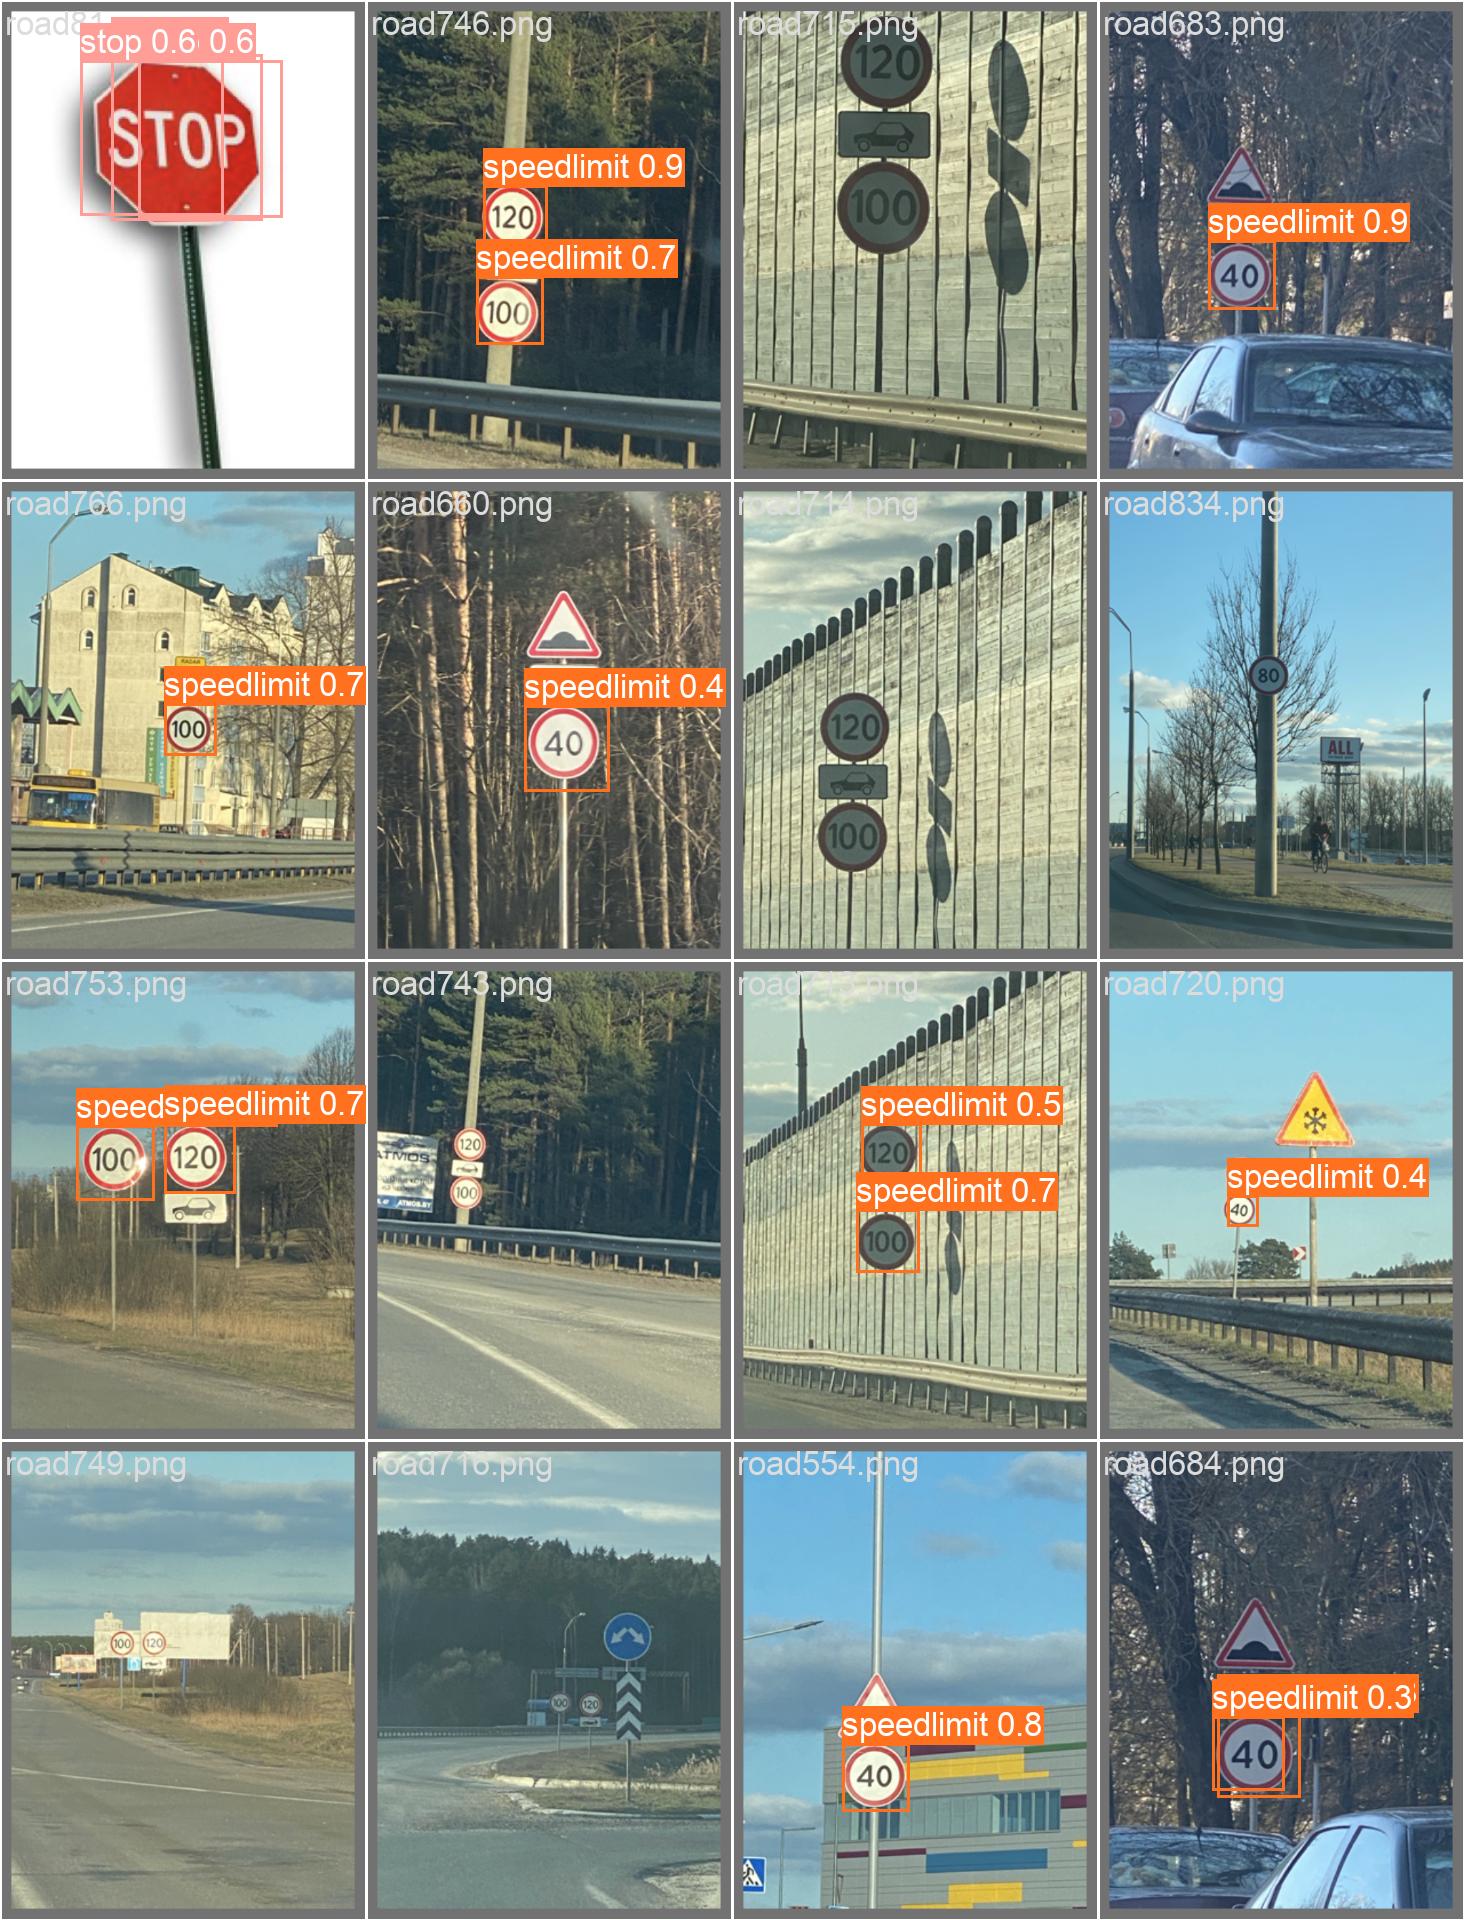 road81
stop 0.6 0.6
STOP
road746.png
speedlimit 0.9
120
speedlimit 0.7
100
road715.png
120
100
road683.png
speedlimit 0.9
40
road766.png
RADAR
speedlimit 0.7
100
road660.png
speedlimit 0.4
40
road714.png
120
100
road834.png
80
ALL
road753.png
speed
speedlimit 0.7
100
120
road743.png
120
ATMOS
100
ATMOS.BY
speedlimit 0.5
120
speedlimit 0.7
100
road720.png
speedlimit 0.4
40
road749.png
100
120
road716.png
100
120
road554.png
speedlimit 0.8
40
road684.png
speedlimit 0.3
40